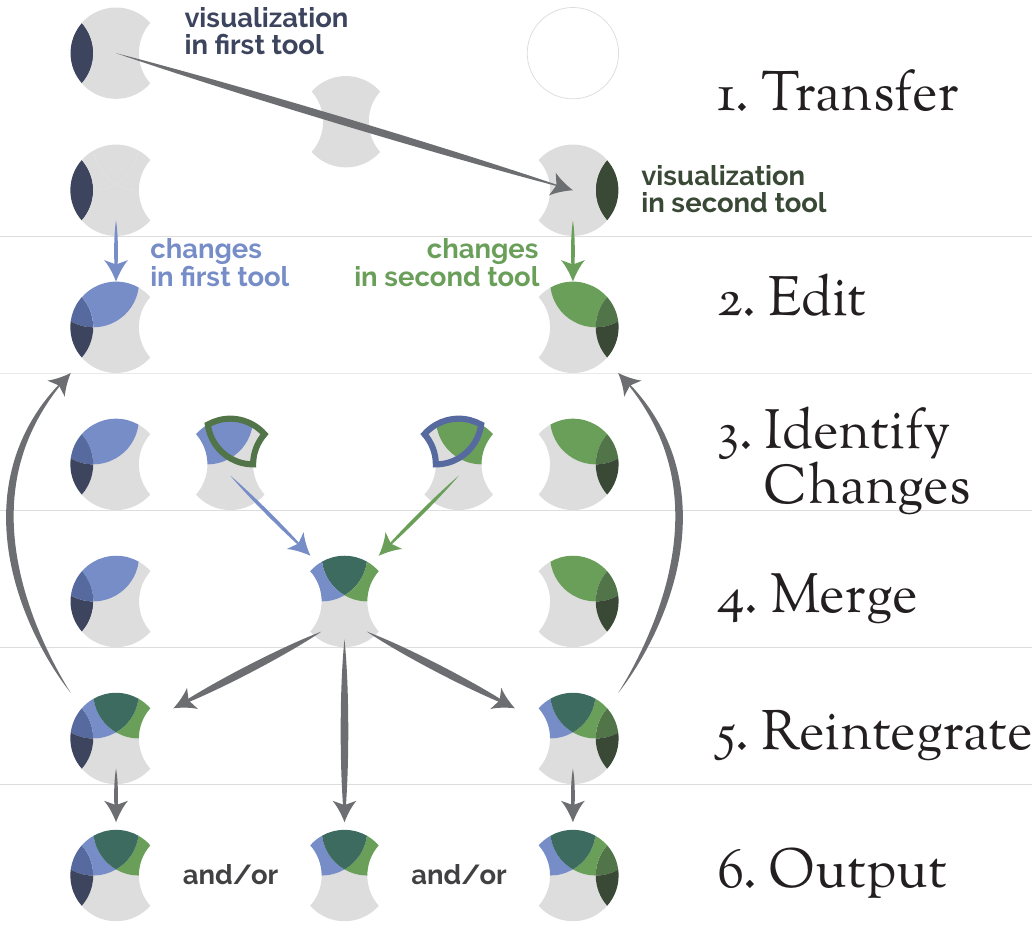 visualization
in first tool
1. Transfer
visualization
in second tool
changes
in first tool
changes
in second tool
2. Edit
3. Identify
Changes
4. Merge
5. Reintegrate
and/or
and/or
6. Output